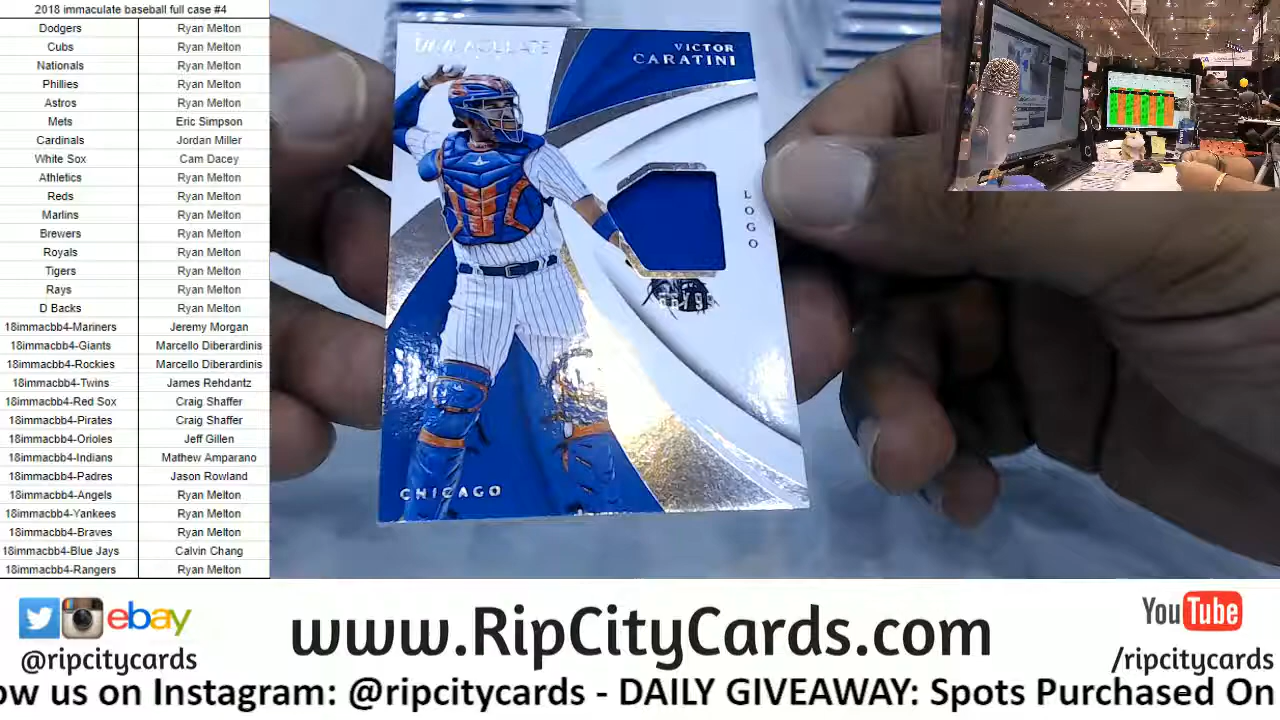 2018 immaculate baseball full case #4
Dodgers Ryan Melton
Cubs Ryan Melton
Nationals Ryan Melton
Phillies Ryan Melton
Astros Ryan Melton
Mets Eric Simpson
Cardinals Jordan Miller
White Sox Cam Dacey
Athletics Ryan Melton
Reds Ryan Melton
Marlins Ryan Melton
Brewers Ryan Melton
Royals Ryan Melton
Tigers Ryan Melton
Rays Ryan Melton
D Backs Ryan Melton
18immacbb4-Mariners Jeremy Morgan
18immacbb4-Giants Marcello Diberardinis
18immacbb4-Rockies Marcello Diberardinis
18immacbb4-Twins James Rehdantz
18immacbb4-Red Sox Craig Shaffer
18immacbb4-Pirates Craig Shaffer
18immacbb4-Orioles Jeff Gillen
18immacbb4-Indians Mathew Amparano
18immacbb4-Padres Jason Rowland
18immacbb4-Angels Ryan Melton
18immacbb4-Yankees Ryan Melton
18immacbb4-Braves Ryan Melton
18immacbb4-Blue Jays Calvin Chang
18immacbb4-Rangers Ryan Melton
IMMACULATE
VICTOR
CARATINI
LOGO
CHICAGO
ebay
@ripcitycards
www.RipCityCards.com
YouTube
/ripcitycards
ow us on Instagram: @ripcitycards - DAILY GIVEAWAY: Spots Purchased On